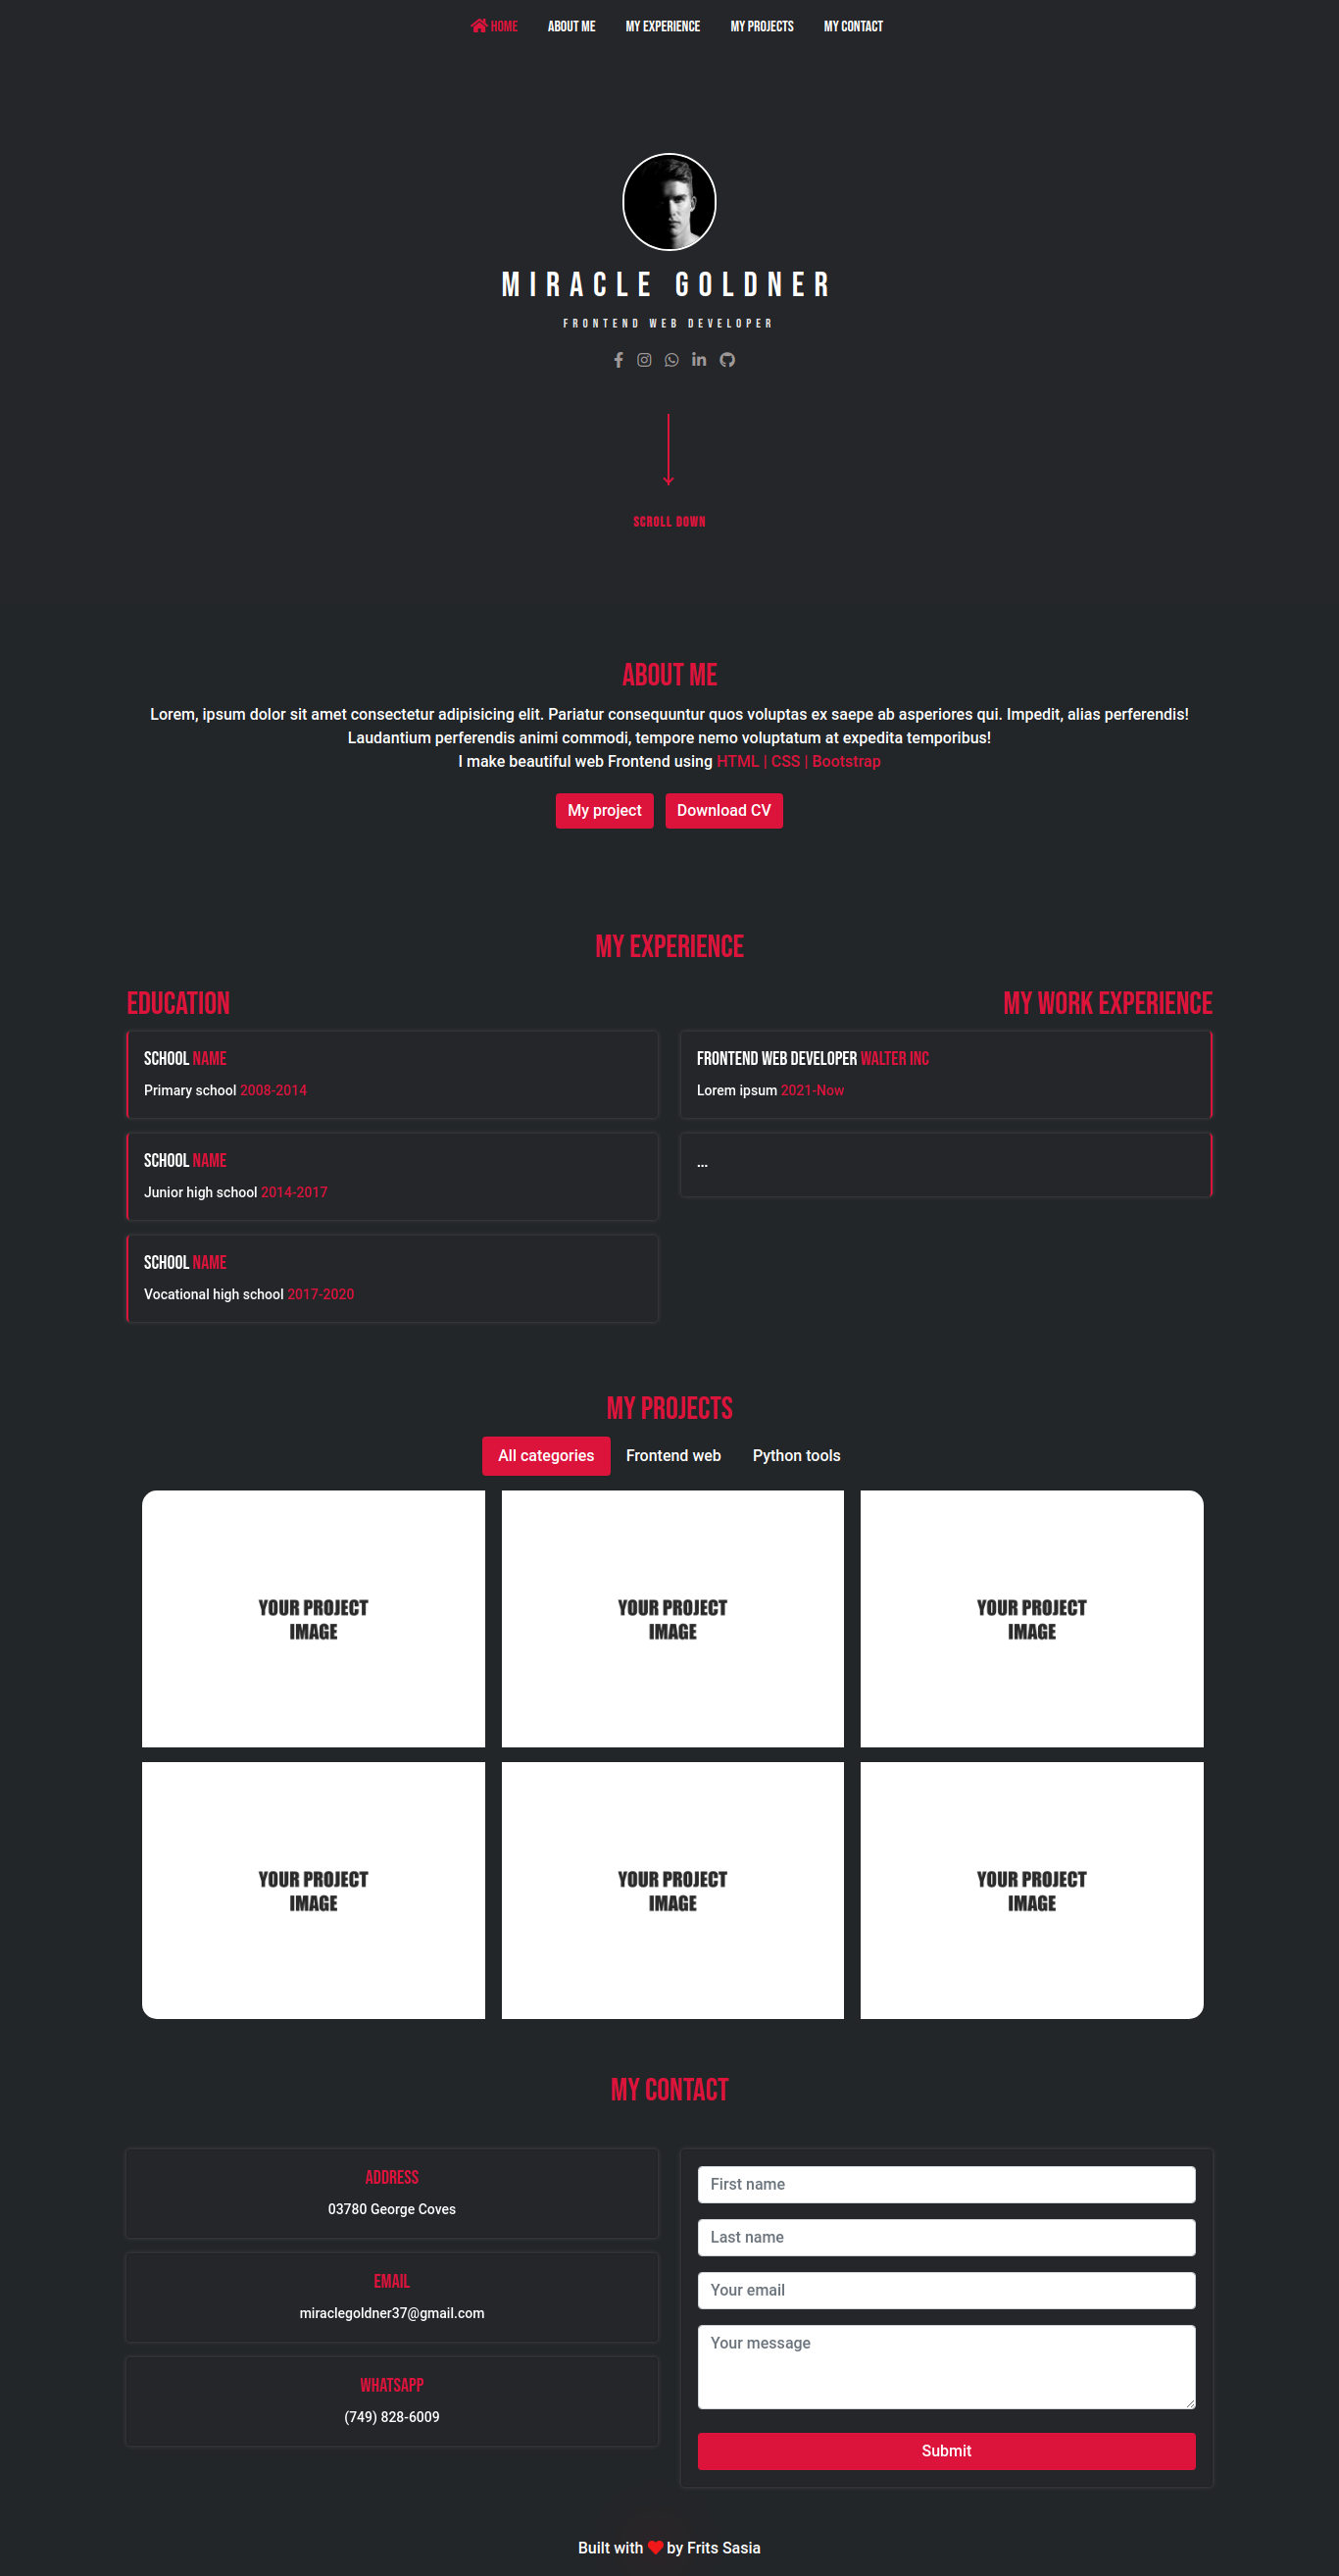 HOME ABOUT ME MY EXPERIENCE MY PROJECTS MY CONTACT
MIRACLE GOLDNER
FRONTEND WEB DEVELOPER
SCROLL DOWN
ABOUT ME
Lorem, ipsum dolor sit amet consectetur adipisicing elit. Pariatur consequuntur quos voluptas ex saepe ab asperiores qui. Impedit, alias perferendis!
Laudantium perferendis animi commodi, tempore nemo voluptatum at expedita temporibus!
I make beautiful web Frontend using HTML | CSS | Bootstrap
My project Download CV
MY EXPERIENCE
EDUCATION
SCHOOL NAME
Primary school 2008-2014
SCHOOL NAME
Junior high school 2014-2017
SCHOOL NAME
Vocational high school 2017-2020
MY WORK EXPERIENCE
FRONTEND WEB DEVELOPER WALTER INC
Lorem ipsum 2021-Now
...
MY PROJECTS
All categories Frontend web Python tools
YOUR PROJECT
IMAGE
YOUR PROJECT
IMAGE
YOUR PROJECT
IMAGE
YOUR PROJECT
IMAGE
YOUR PROJECT
IMAGE
YOUR PROJECT
IMAGE
MY CONTACT
ADDRESS
03780 George Coves
EMAIL
miraclegoldner37@gmail.com
WHATSAPP
(749) 828-6009
First name
Last name
Your email
Your message
Submit
Built with by Frits Sasia